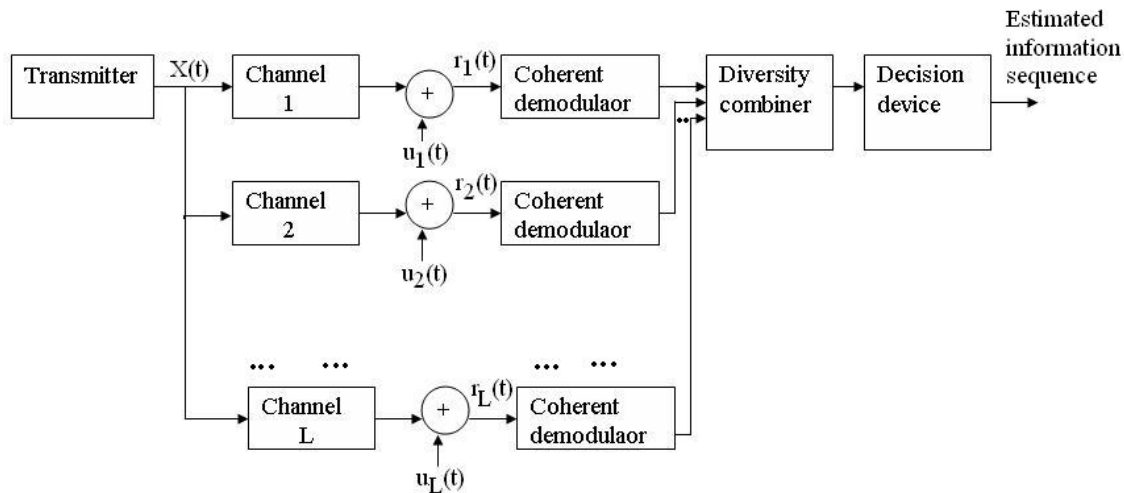 Estimated
information
sequence
Transmitter
X(t)
Channel
1
+
r1(t)
Coherent
demodulaor
Diversity
combiner
Decision
device
u1(t)
Channel
2
+
r2(t)
Coherent
demodulaor
u2(t)
... ...
... ...
Channel
L
+
rL(t)
Coherent
demodulaor
uL(t)